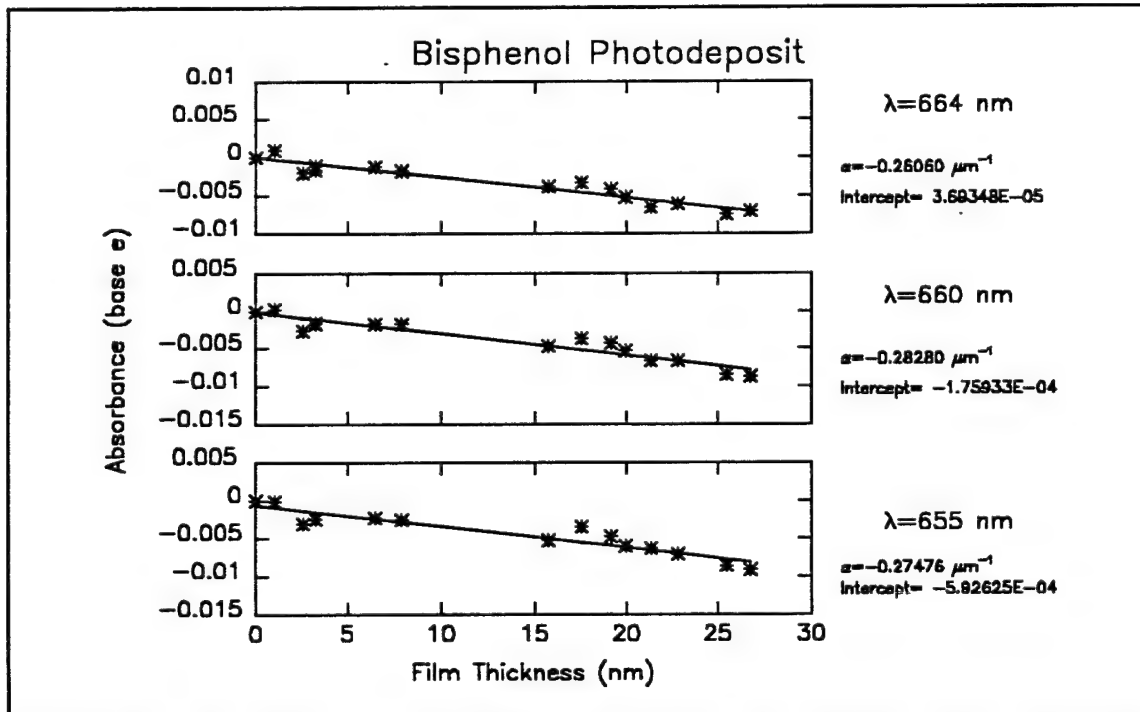 Bisphenol Photodeposit
0.01
0.005
0
−0.005
−0.01
λ=664 nm
α=−0.26060 μm⁻¹
Intercept= 3.69348E−05
0.005
0
−0.005
−0.01
−0.015
λ=660 nm
α=−0.28280 μm⁻¹
Intercept= −1.75933E−04
0.005
0
−0.005
−0.01
−0.015
λ=655 nm
α=−0.27476 μm⁻¹
Intercept= −5.92625E−04
Absorbance (base e)
0 5 10 15 20 25 30
Film Thickness (nm)